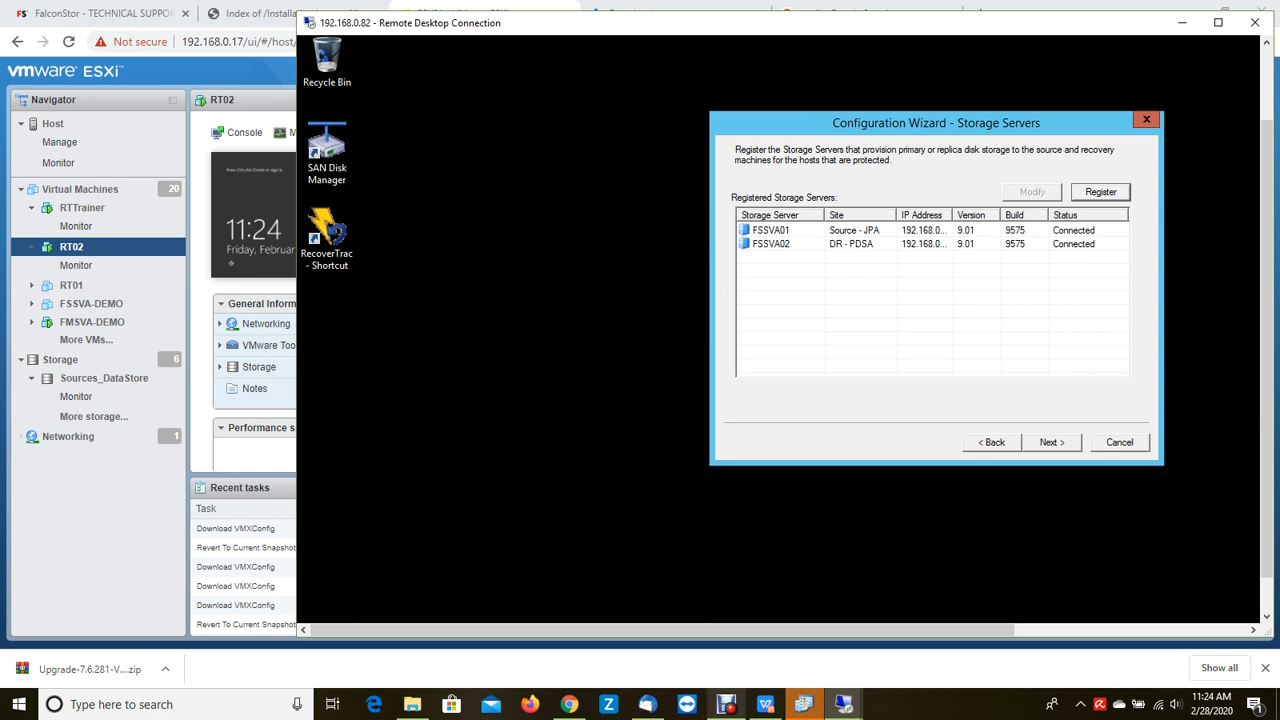 FalconStor - TECHNICAL SUPPOR
Index of /Installa
192.168.0.82 - Remote Desktop Connection
Not secure
192.168.0.17/ui/#/host/
vmware ESXi
Navigator
Host
Manage
Monitor
Virtual Machines
20
RTTrainer
Monitor
RT02
Monitor
RT01
FSSVA-DEMO
FMSVA-DEMO
More VMs...
Storage
6
Sources_DataStore
Monitor
More storage...
Networking
1
RT02
Console
M
11:24
Friday, Februar
General Inform
Networking
VMware Too
Storage
Notes
Performance s
Recent tasks
Task
Download VMXConfig
Revert To Current Snapshot
Download VMXConfig
Download VMXConfig
Download VMXConfig
Revert To Current Snapshot
Recycle Bin
SAN Disk
Manager
RecoverTrac
- Shortcut
Configuration Wizard - Storage Servers
X
Register the Storage Servers that provision primary or replica disk storage to the source and recovery
machines for the hosts that are protected.
Modify
Register
Registered Storage Servers:
Storage Server Site IP Address Version Build Status
FSSVA01 Source - JPA 192.168.0... 9.01 9575 Connected
FSSVA02 DR - PDSA 192.168.0... 9.01 9575 Connected
< Back
Next >
Cancel
Upgrade-7.6.281-V....zip
Show all
Type here to search
Z
11:24 AM
2/28/2020